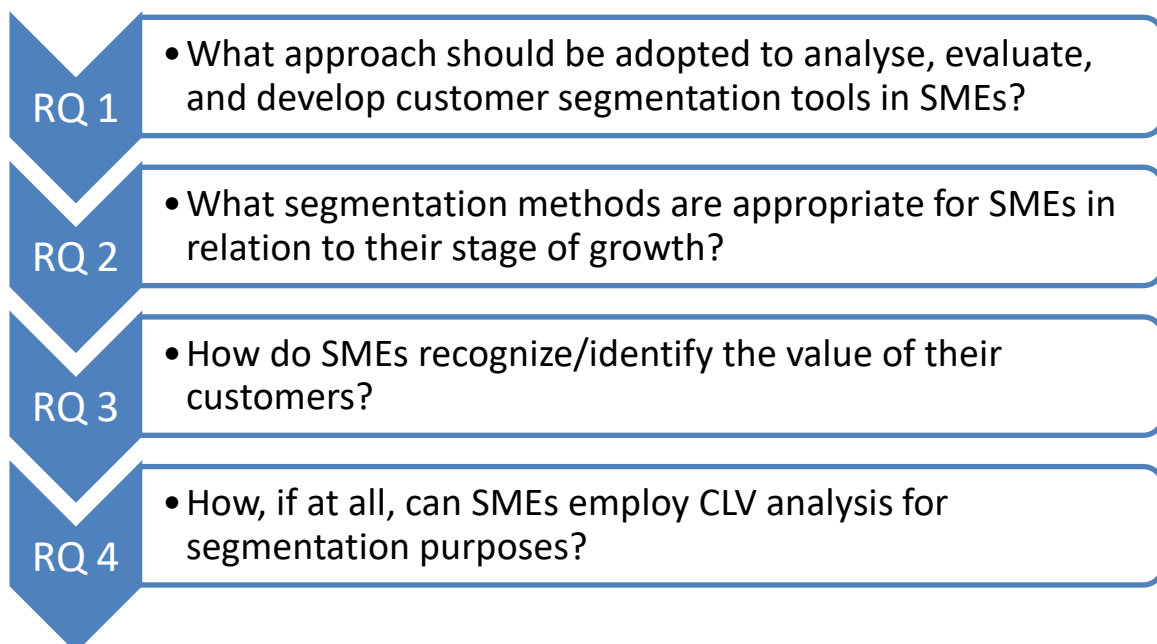 RQ 1
•What approach should be adopted to analyse, evaluate,
and develop customer segmentation tools in SMEs?
RQ 2
•What segmentation methods are appropriate for SMEs in
relation to their stage of growth?
RQ 3
•How do SMEs recognize/identify the value of their
customers?
RQ 4
•How, if at all, can SMEs employ CLV analysis for
segmentation purposes?